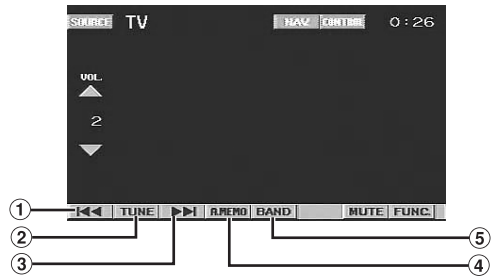 SOURCE TV NAV CONTROL 0:26
VOL.
2
I◀◀ TUNE ▶▶I A.MEMO BAND MUTE FUNC.
① ② ③ ④ ⑤